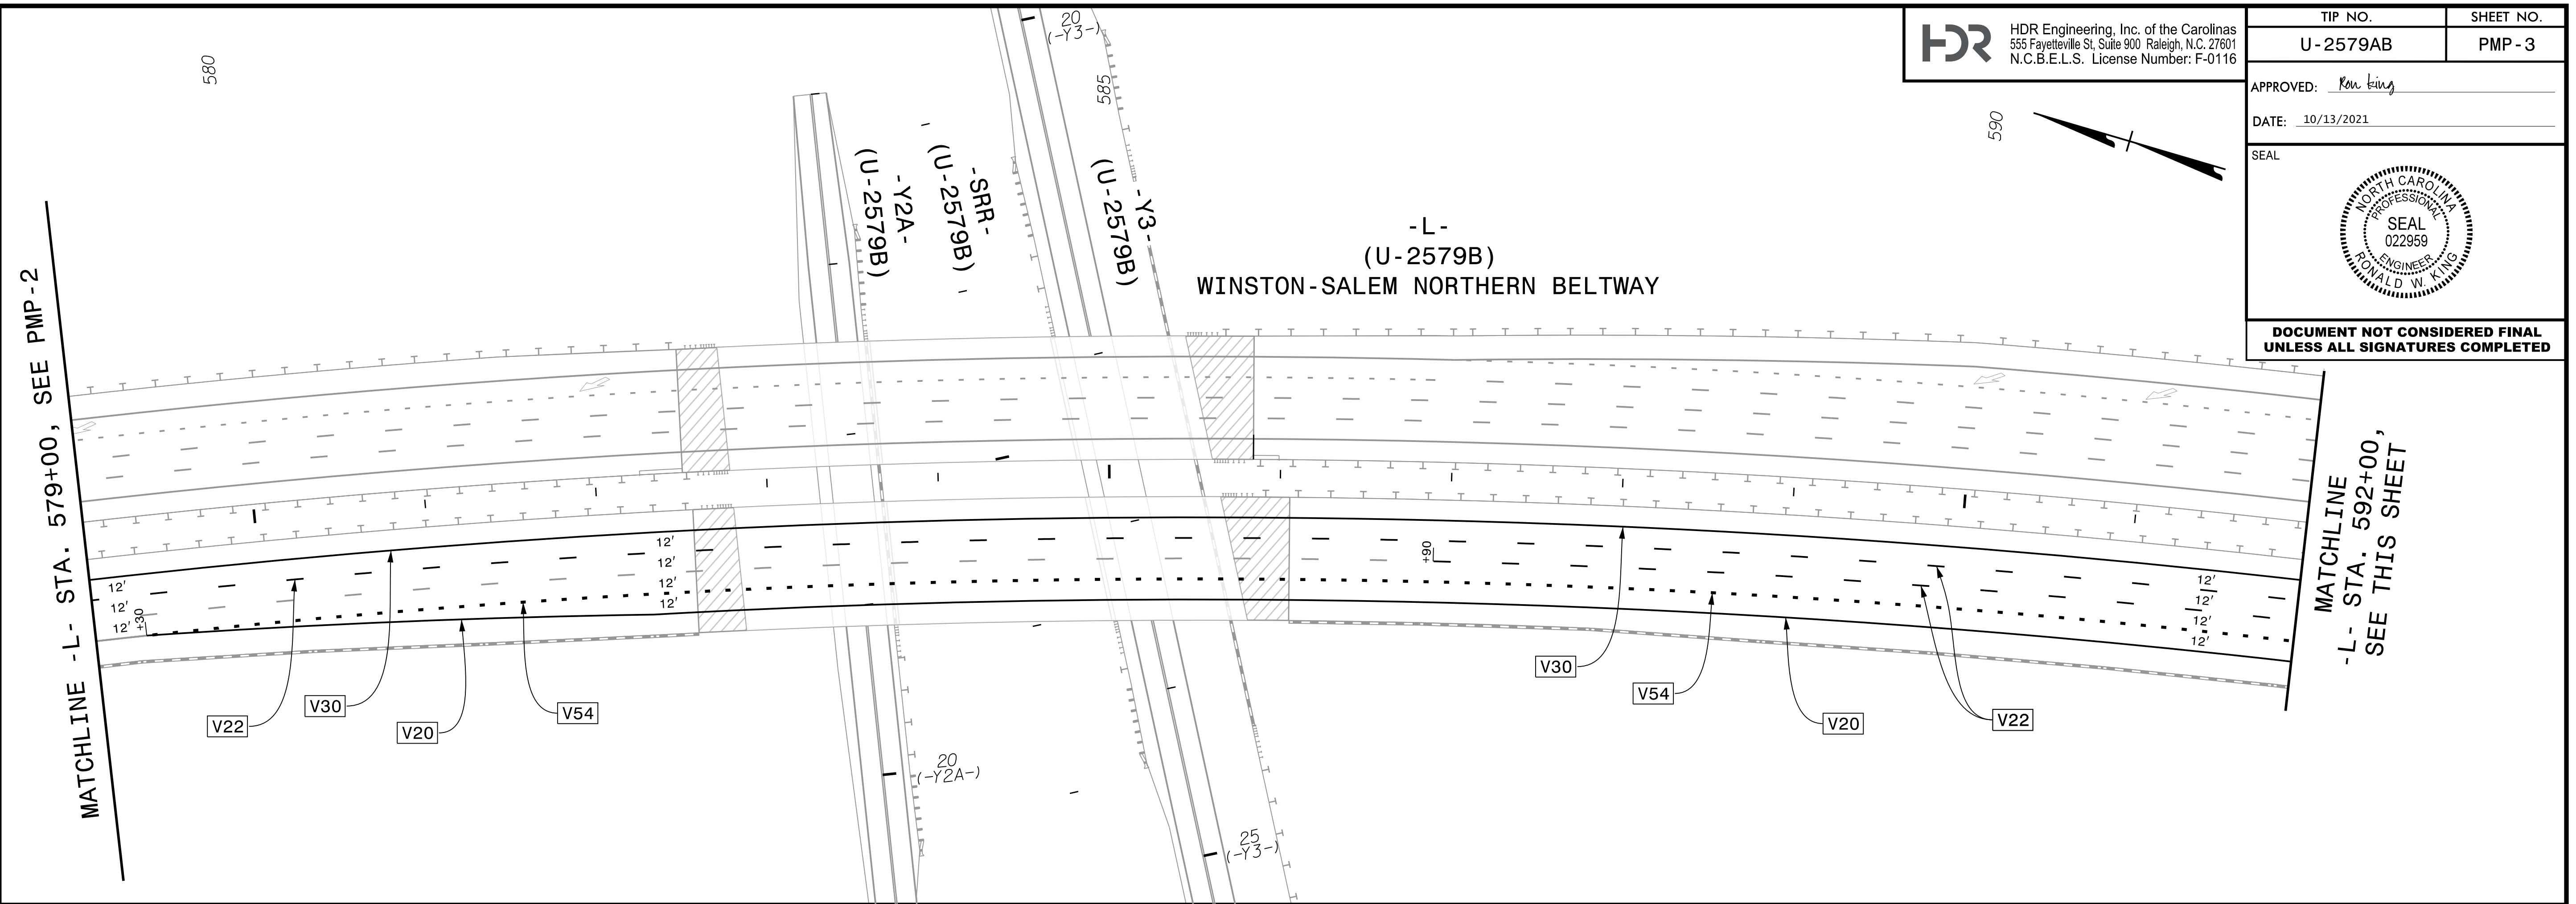 HDR
HDR Engineering, Inc. of the Carolinas
555 Fayetteville St, Suite 900 Raleigh, N.C. 27601
N.C.B.E.L.S. License Number: F-0116
TIP NO.
SHEET NO.
U-2579AB
PMP-3
APPROVED: Ron King
DATE: 10/13/2021
SEAL
NORTH CAROLINA
PROFESSIONAL
SEAL
022959
ENGINEER
RONALD W. KING
DOCUMENT NOT CONSIDERED FINAL
UNLESS ALL SIGNATURES COMPLETED
580
20
(-Y3-)
585
590
-Y2A-
(U-2579B)
-SRR-
(U-2579B)
-Y3-
(U-2579B)
-L-
(U-2579B)
WINSTON-SALEM NORTHERN BELTWAY
MATCHLINE -L- STA. 579+00, SEE PMP-2
12'
12'
12'
+30
12'
12'
12'
12'
+90
12'
12'
12'
12'
V22
V30
V20
V54
V30
V54
V20
V22
20
(-Y2A-)
25
(-Y3-)
MATCHLINE
-L- STA. 592+00,
SEE THIS SHEET